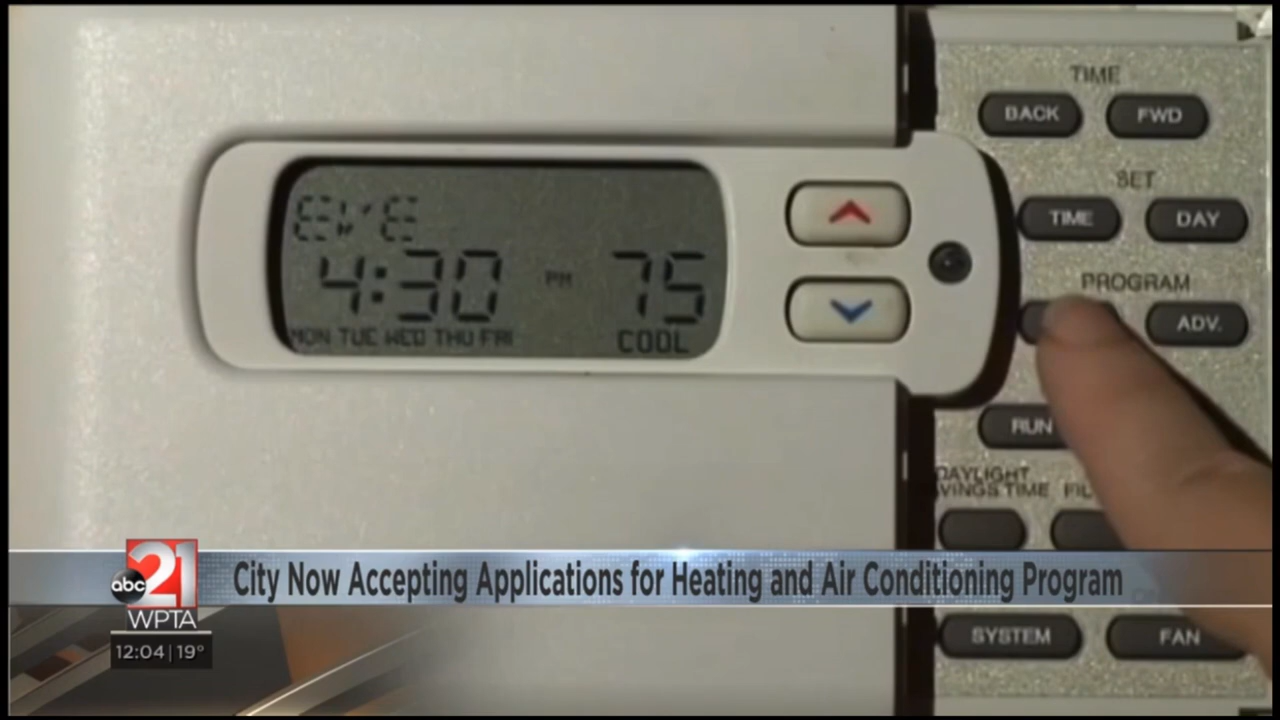 TIME
BACK FWD
SET
TIME DAY
EVE
4:30 PM 75
MON TUE WED THU FRI COOL
PROGRAM
ADV.
RUN
DAYLIGHT
TIME
City Now Accepting Applications for Heating and Air Conditioning Program
abc 21
WPTA
12:04 | 19°
SYSTEM FAN